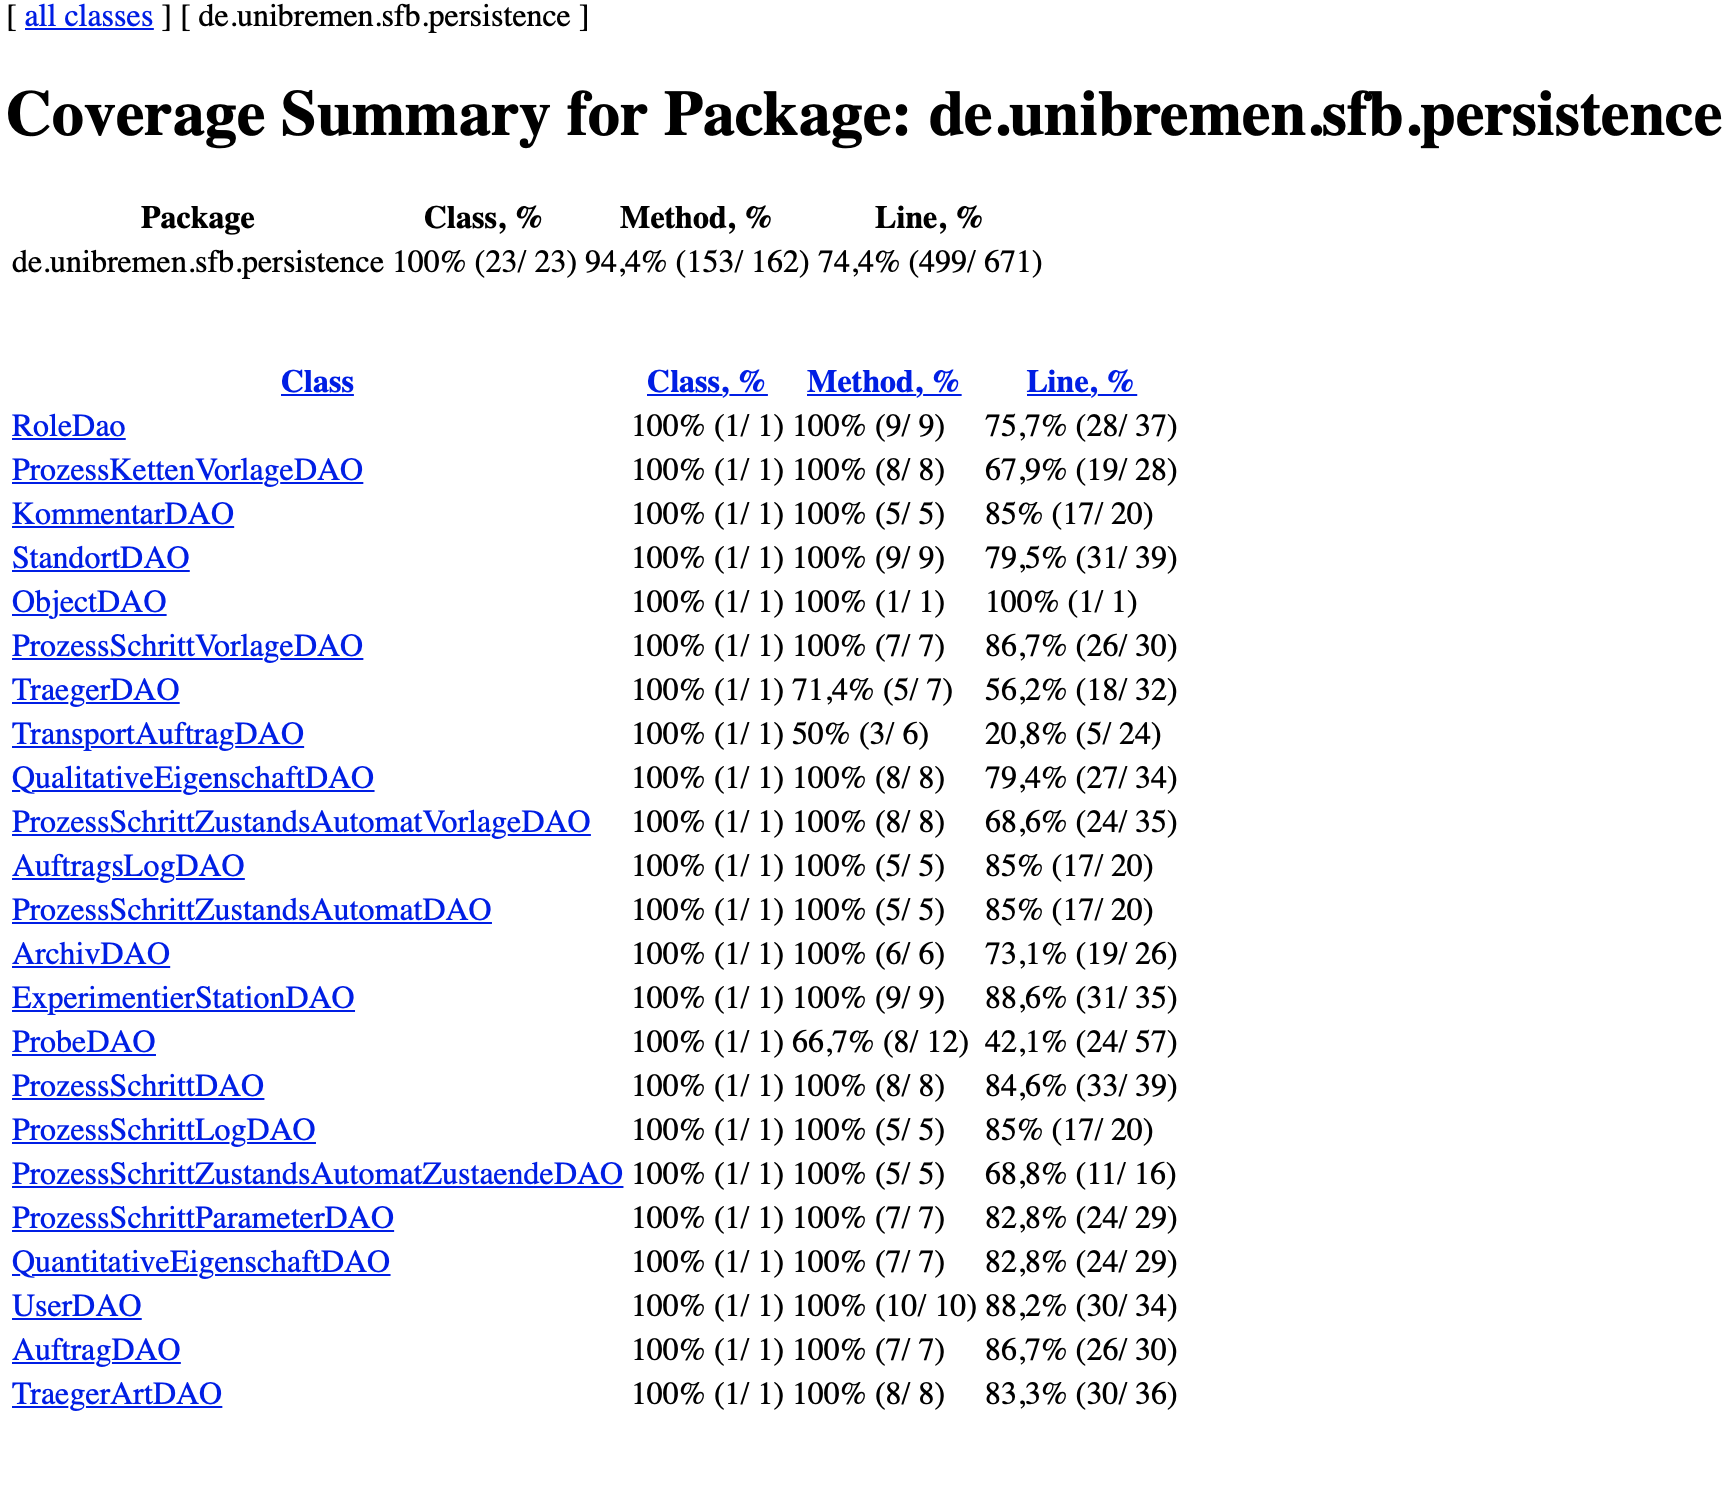 [ all classes ] [ de.unibremen.sfb.persistence ]
Coverage Summary for Package: de.unibremen.sfb.persistence
Package Class, % Method, % Line, %
de.unibremen.sfb.persistence 100% (23/ 23) 94,4% (153/ 162) 74,4% (499/ 671)
Class Class, % Method, % Line, %
RoleDao 100% (1/ 1) 100% (9/ 9) 75,7% (28/ 37)
ProzessKettenVorlageDAO 100% (1/ 1) 100% (8/ 8) 67,9% (19/ 28)
KommentarDAO 100% (1/ 1) 100% (5/ 5) 85% (17/ 20)
StandortDAO 100% (1/ 1) 100% (9/ 9) 79,5% (31/ 39)
ObjectDAO 100% (1/ 1) 100% (1/ 1) 100% (1/ 1)
ProzessSchrittVorlageDAO 100% (1/ 1) 100% (7/ 7) 86,7% (26/ 30)
TraegerDAO 100% (1/ 1) 71,4% (5/ 7) 56,2% (18/ 32)
TransportAuftragDAO 100% (1/ 1) 50% (3/ 6) 20,8% (5/ 24)
QualitativeEigenschaftDAO 100% (1/ 1) 100% (8/ 8) 79,4% (27/ 34)
ProzessSchrittZustandsAutomatVorlageDAO 100% (1/ 1) 100% (8/ 8) 68,6% (24/ 35)
AuftragsLogDAO 100% (1/ 1) 100% (5/ 5) 85% (17/ 20)
ProzessSchrittZustandsAutomatDAO 100% (1/ 1) 100% (5/ 5) 85% (17/ 20)
ArchivDAO 100% (1/ 1) 100% (6/ 6) 73,1% (19/ 26)
ExperimentierStationDAO 100% (1/ 1) 100% (9/ 9) 88,6% (31/ 35)
ProbeDAO 100% (1/ 1) 66,7% (8/ 12) 42,1% (24/ 57)
ProzessSchrittDAO 100% (1/ 1) 100% (8/ 8) 84,6% (33/ 39)
ProzessSchrittLogDAO 100% (1/ 1) 100% (5/ 5) 85% (17/ 20)
ProzessSchrittZustandsAutomatZustaendeDAO 100% (1/ 1) 100% (5/ 5) 68,8% (11/ 16)
ProzessSchrittParameterDAO 100% (1/ 1) 100% (7/ 7) 82,8% (24/ 29)
QuantitativeEigenschaftDAO 100% (1/ 1) 100% (7/ 7) 82,8% (24/ 29)
UserDAO 100% (1/ 1) 100% (10/ 10) 88,2% (30/ 34)
AuftragDAO 100% (1/ 1) 100% (7/ 7) 86,7% (26/ 30)
TraegerArtDAO 100% (1/ 1) 100% (8/ 8) 83,3% (30/ 36)